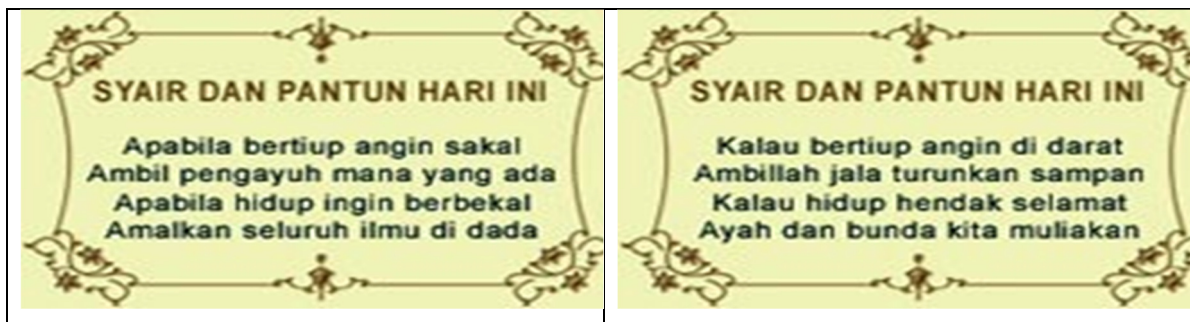 SYAIR DAN PANTUN HARI INI
Apabila bertiup angin sakal
Ambil pengayuh mana yang ada
Apabila hidup ingin berbekal
Amalkan seluruh ilmu di dada
SYAIR DAN PANTUN HARI INI
Kalau bertiup angin di darat
Ambillah jala turunkan sampan
Kalau hidup hendak selamat
Ayah dan bunda kita muliakan